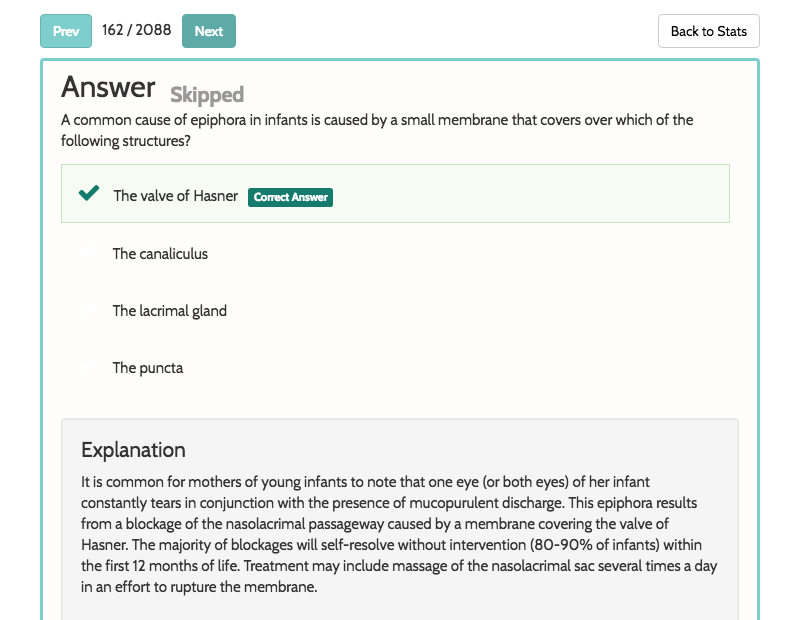 Prev 162 / 2088 Next Back to Stats
Answer Skipped
A common cause of epiphora in infants is caused by a small membrane that covers over which of the
following structures?
The valve of Hasner Correct Answer
The canaliculus
The lacrimal gland
The puncta
Explanation
It is common for mothers of young infants to note that one eye (or both eyes) of her infant
constantly tears in conjunction with the presence of mucopurulent discharge. This epiphora results
from a blockage of the nasolacrimal passageway caused by a membrane covering the valve of
Hasner. The majority of blockages will self-resolve without intervention (80-90% of infants) within
the first 12 months of life. Treatment may include massage of the nasolacrimal sac several times a day
in an effort to rupture the membrane.